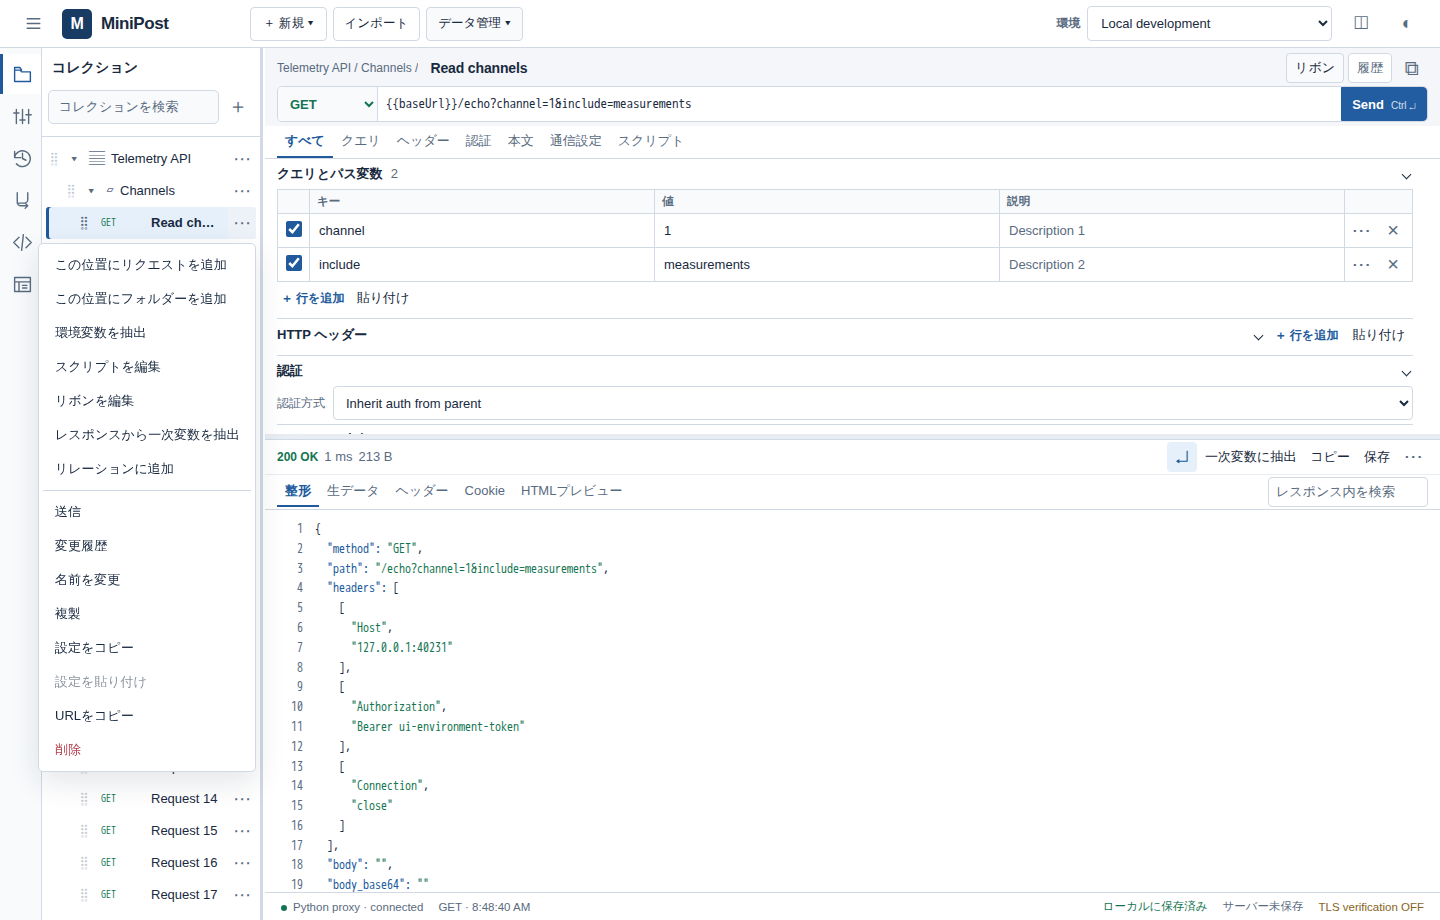 M MiniPost ＋ 新規 ▾ インポート データ管理 ▾ 環境 Local development
コレクション
コレクションを検索 ＋
Telemetry API ···
Channels ···
GET Read ch… ···
この位置にリクエストを追加
この位置にフォルダーを追加
環境変数を抽出
スクリプトを編集
リボンを編集
レスポンスから一次変数を抽出
リレーションに追加
送信
変更履歴
名前を変更
複製
設定をコピー
設定を貼り付け
URLをコピー
削除
GET Request 14 ···
GET Request 15 ···
GET Request 16 ···
GET Request 17 ···
Telemetry API / Channels / Read channels リボン 履歴
GET {{baseUrl}}/echo?channel=1&include=measurements Send Ctrl ⏎
すべて クエリ ヘッダー 認証 本文 通信設定 スクリプト
クエリとパス変数 2
キー 値 説明
channel 1 Description 1 ··· ✕
include measurements Description 2 ··· ✕
＋ 行を追加 貼り付け
HTTP ヘッダー ＋ 行を追加 貼り付け
認証
認証方式 Inherit auth from parent
200 OK 1 ms 213 B 一次変数に抽出 コピー 保存 ···
整形 生データ ヘッダー Cookie HTMLプレビュー レスポンス内を検索
1 {
2 "method": "GET",
3 "path": "/echo?channel=1&include=measurements",
4 "headers": [
5 [
6 "Host",
7 "127.0.0.1:40231"
8 ],
9 [
10 "Authorization",
11 "Bearer ui-environment-token"
12 ],
13 [
14 "Connection",
15 "close"
16 ]
17 ],
18 "body": "",
19 "body_base64": ""
Python proxy · connected GET · 8:48:40 AM ローカルに保存済み サーバー未保存 TLS verification OFF